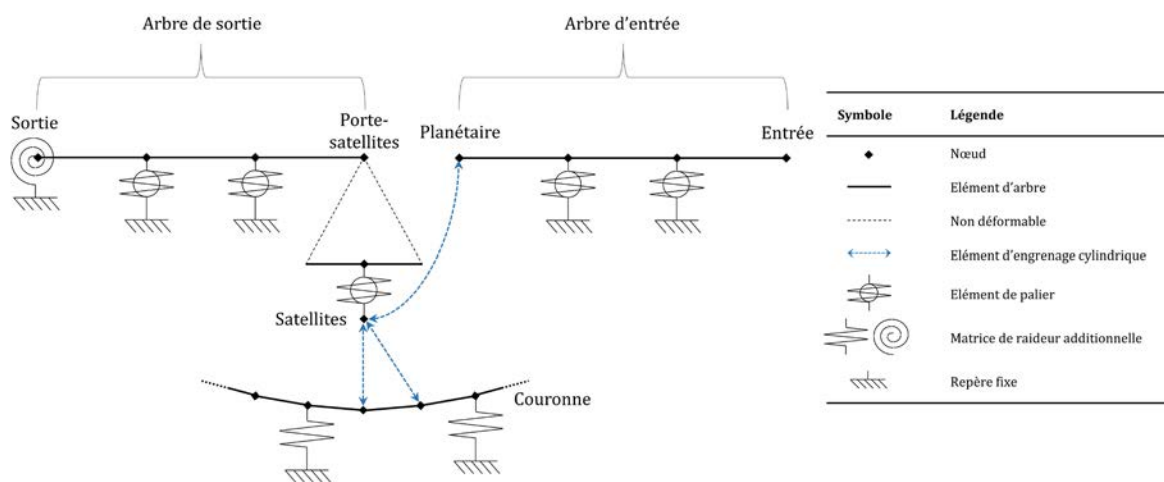 Arbre de sortie
Arbre d'entrée
Sortie
Porte-
satellites
Planétaire
Entrée
Satellites
Couronne
Symbole Légende
Nœud
Elément d'arbre
Non déformable
Elément d'engrenage cylindrique
Elément de palier
Matrice de raideur additionnelle
Repère fixe